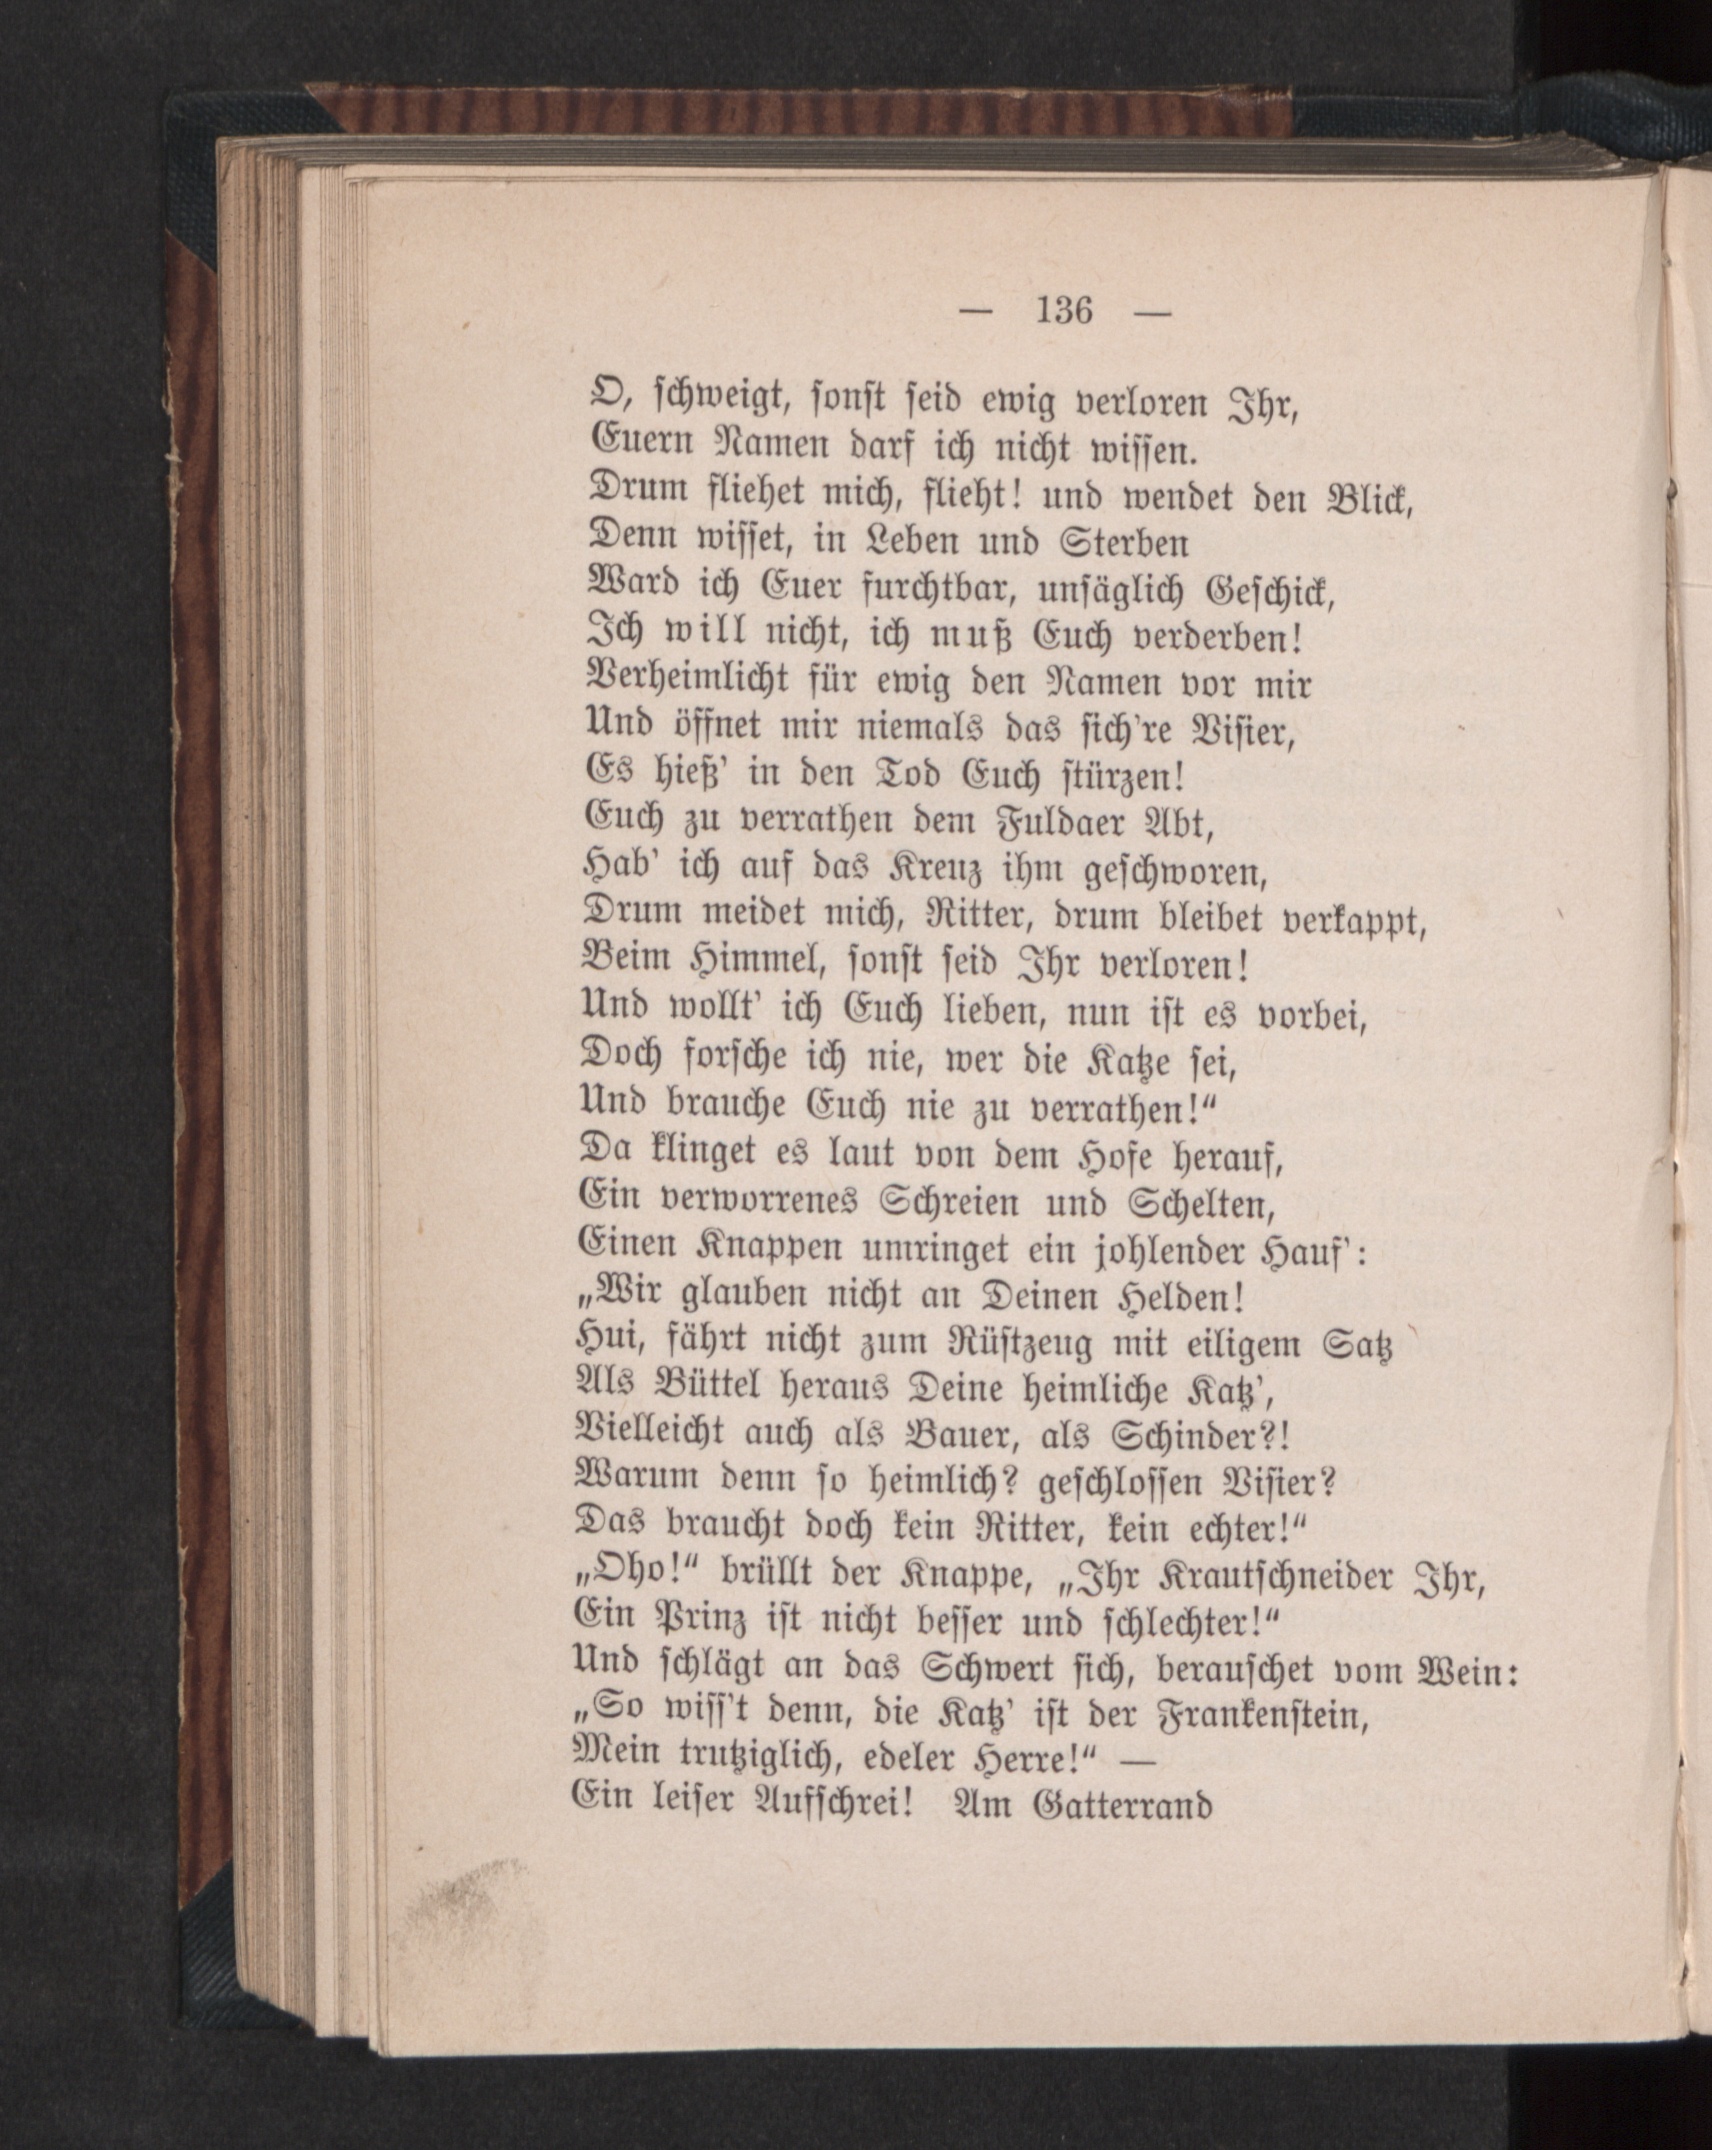 — 136 —
O, schweigt, sonst seid ewig verloren Ihr,
Euern Namen darf ich nicht wissen.
Drum fliehet mich, flieht! und wendet den Blick,
Denn wisset, in Leben und Sterben
Ward ich Euer furchtbar, unsäglich Geschick,
Ich will nicht, ich muß Euch verderben!
Verheimlicht für ewig den Namen vor mir
Und öffnet mir niemals das sich're Visier,
Es hieß' in den Tod Euch stürzen!
Euch zu verrathen dem Fuldaer Abt,
Hab' ich auf das Kreuz ihm geschworen,
Drum meidet mich, Ritter, drum bleibet verkappt,
Beim Himmel, sonst seid Ihr verloren!
Und wollt' ich Euch lieben, nun ist es vorbei,
Doch forsche ich nie, wer die Katze sei,
Und brauche Euch nie zu verrathen!“
Da klinget es laut von dem Hofe herauf,
Ein verworrenes Schreien und Schelten,
Einen Knappen umringet ein johlender Hauf':
„Wir glauben nicht an Deinen Helden!
Hui, fährt nicht zum Rüstzeug mit eiligem Satz
Als Büttel heraus Deine heimliche Katz',
Vielleicht auch als Bauer, als Schinder?!
Warum denn so heimlich? geschlossen Visier?
Das braucht doch kein Ritter, kein echter!“
„Oho!“ brüllt der Knappe, „Ihr Krautschneider Ihr,
Ein Prinz ist nicht besser und schlechter!“
Und schlägt an das Schwert sich, berauschet vom Wein:
„So wiss't denn, die Katz' ist der Frankenstein,
Mein trutziglich, edeler Herre!“ —
Ein leiser Aufschrei! Am Gatterrand